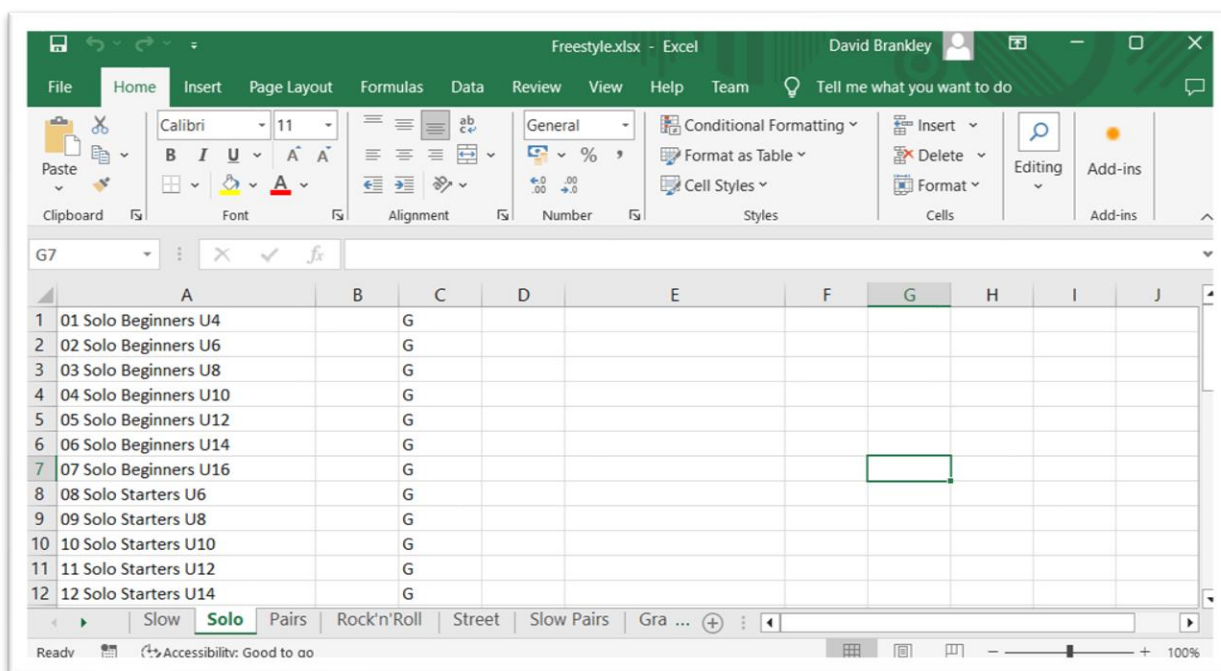 Freestyle.xlsx - Excel David Brankley
File Home Insert Page Layout Formulas Data Review View Help Team Tell me what you want to do
Calibri 11 ab General Conditional Formatting Insert
Paste B I U A A % , Format as Table Delete Editing Add-ins
A .00 .00 Cell Styles Format
Clipboard Font Alignment Number Styles Cells Add-ins
G7 fx
A B C D E F G H I J
1 01 Solo Beginners U4 G
2 02 Solo Beginners U6 G
3 03 Solo Beginners U8 G
4 04 Solo Beginners U10 G
5 05 Solo Beginners U12 G
6 06 Solo Beginners U14 G
7 07 Solo Beginners U16 G
8 08 Solo Starters U6 G
9 09 Solo Starters U8 G
10 10 Solo Starters U10 G
11 11 Solo Starters U12 G
12 12 Solo Starters U14 G
Slow Solo Pairs Rock'n'Roll Street Slow Pairs Gra ...
Ready Accessibility: Good to go 100%